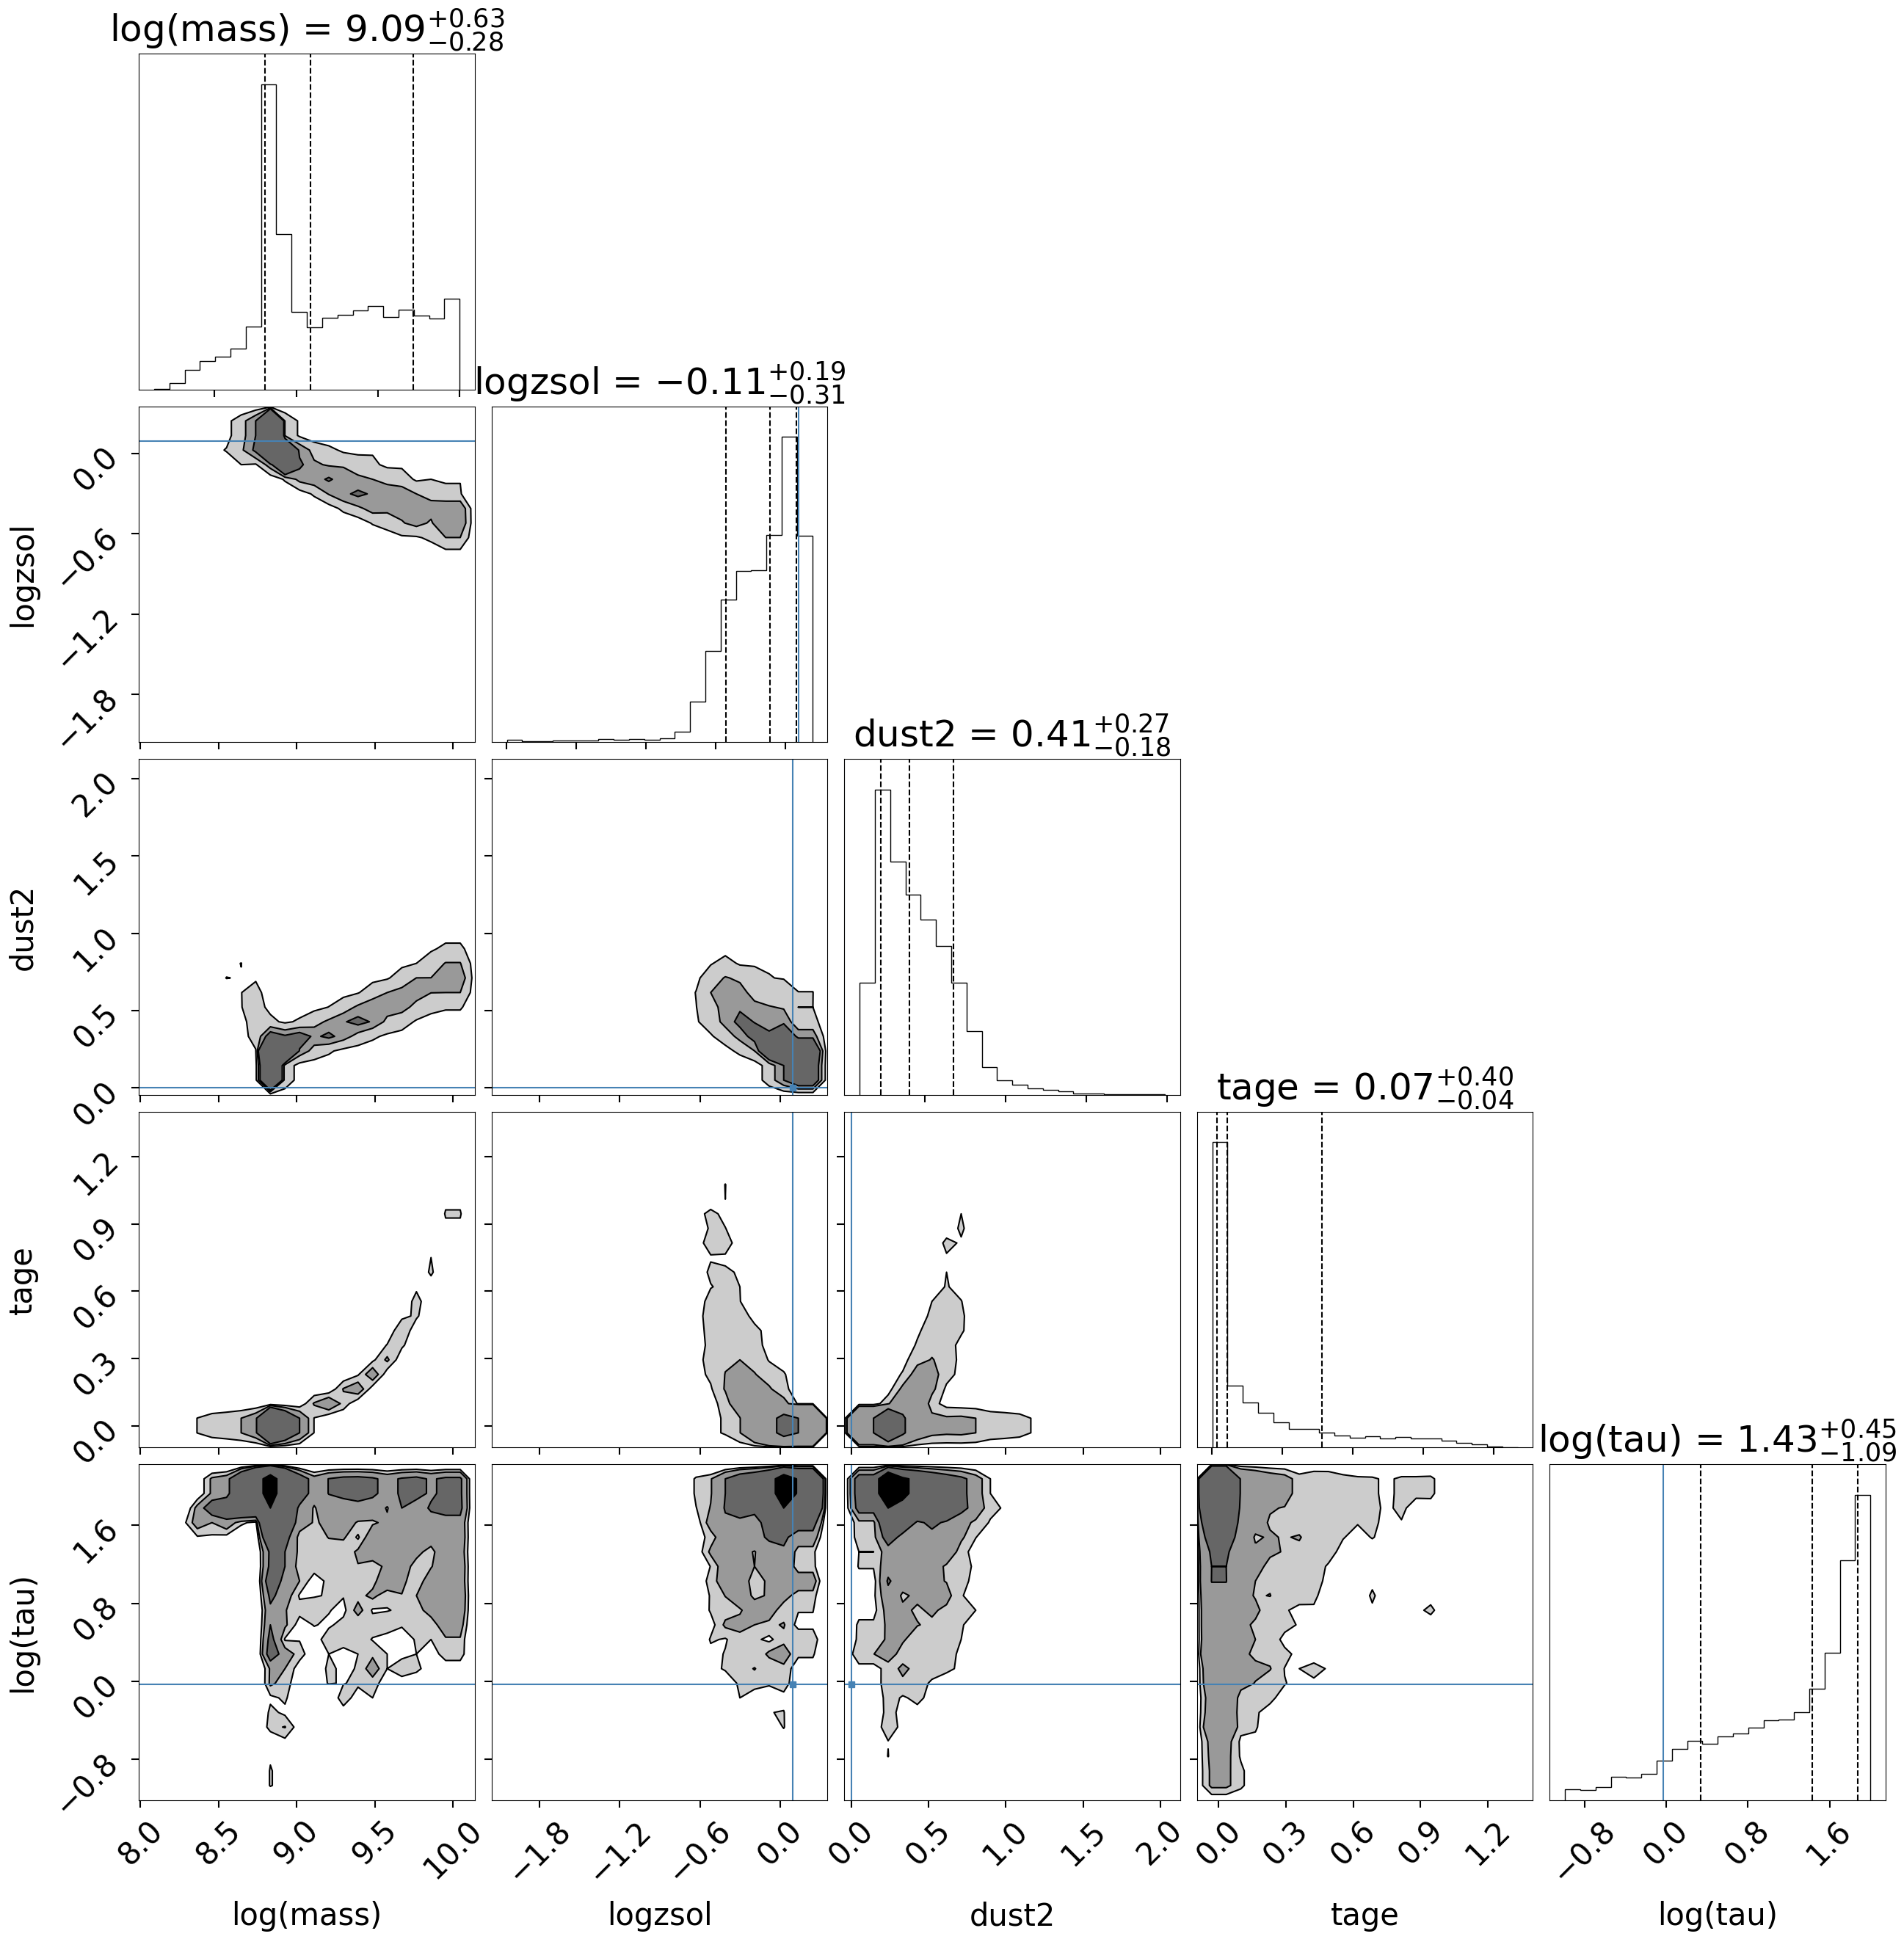 log(mass) = 9.09+0.63−0.28
logzsol = −0.11+0.19−0.31
0.0
−0.6
−1.2
−1.8
logzsol
dust2 = 0.41+0.27−0.18
2.0
1.5
1.0
0.5
0.0
dust2
tage = 0.07+0.40−0.04
1.2
0.9
0.6
0.3
0.0
tage
log(tau) = 1.43+0.45−1.09
1.6
0.8
0.0
−0.8
log(tau)
8.0 8.5 9.0 9.5 10.0 −1.8 −1.2 −0.6 0.0 0.0 0.5 1.0 1.5 2.0 0.0 0.3 0.6 0.9 1.2 −0.8 0.0 0.8 1.6
log(mass) logzsol dust2 tage log(tau)